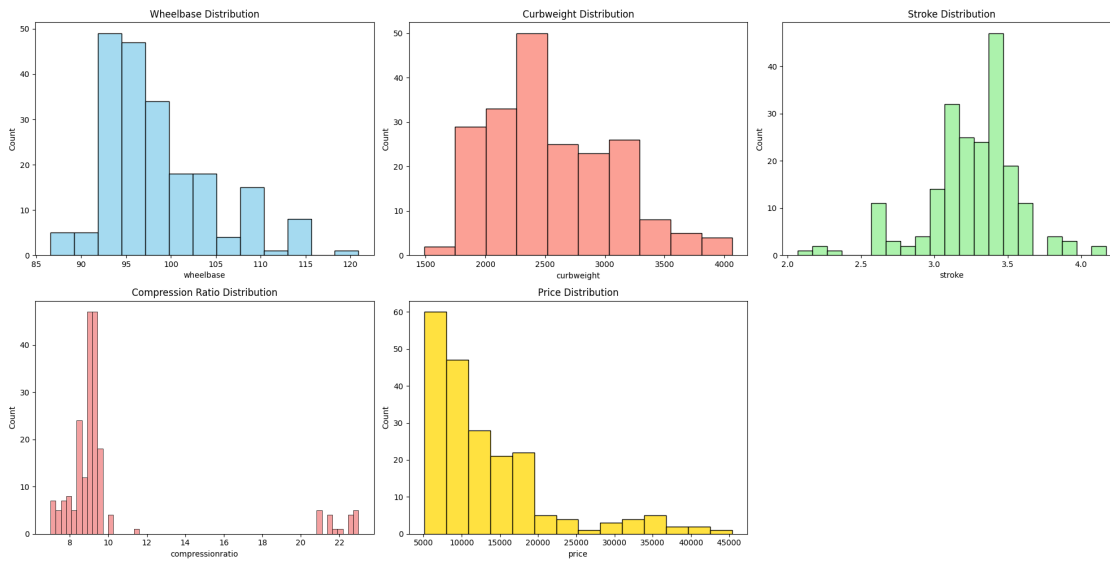 Wheelbase Distribution
Count
50
40
30
20
10
0
85 90 95 100 105 110 115 120
wheelbase
Curbweight Distribution
Count
50
40
30
20
10
0
1500 2000 2500 3000 3500 4000
curbweight
Stroke Distribution
Count
40
30
20
10
0
2.0 2.5 3.0 3.5 4.0
stroke
Compression Ratio Distribution
Count
40
30
20
10
0
8 10 12 14 16 18 20 22
compressionratio
Price Distribution
Count
60
50
40
30
20
10
0
5000 10000 15000 20000 25000 30000 35000 40000 45000
price